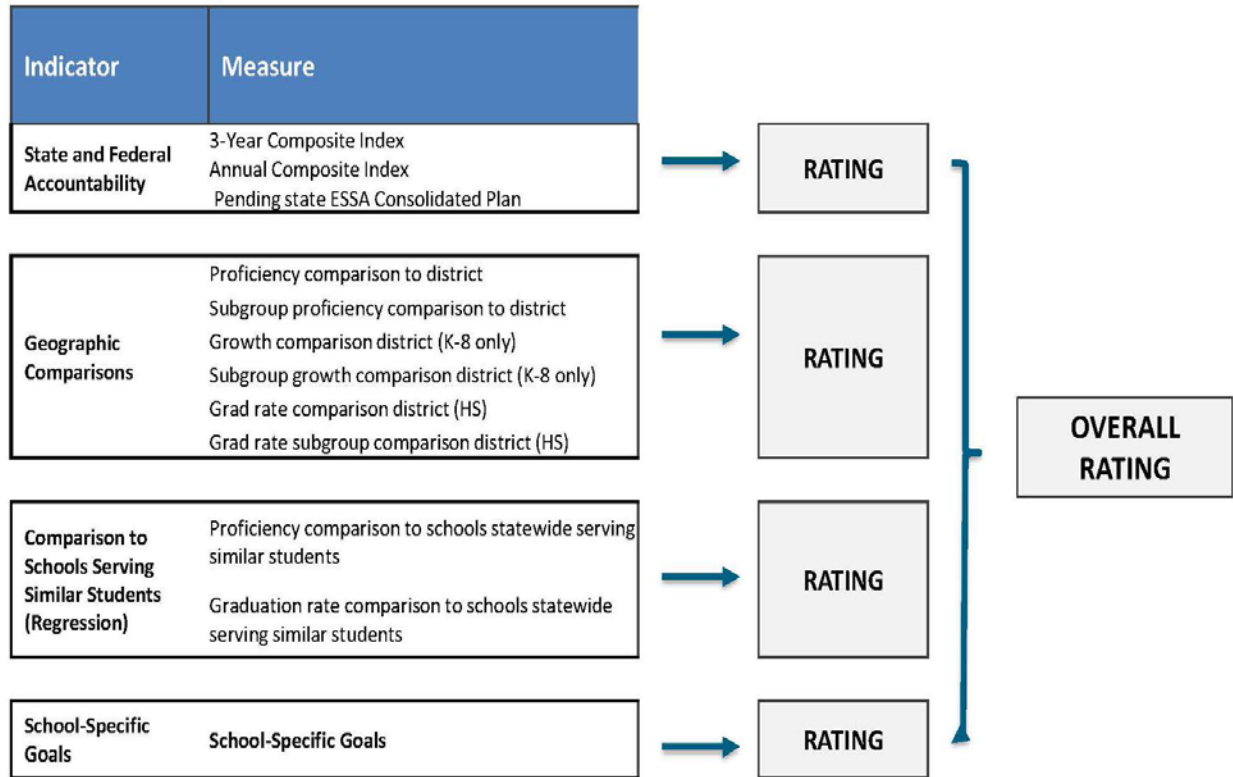 Indicator
Measure
State and Federal
Accountability
3-Year Composite Index
Annual Composite Index
Pending state ESSA Consolidated Plan
RATING
Geographic
Comparisons
Proficiency comparison to district
Subgroup proficiency comparison to district
Growth comparison district (K-8 only)
Subgroup growth comparison district (K-8 only)
Grad rate comparison district (HS)
Grad rate subgroup comparison district (HS)
RATING
Comparison to
Schools Serving
Similar Students
(Regression)
Proficiency comparison to schools statewide serving
similar students
Graduation rate comparison to schools statewide
serving similar students
RATING
School-Specific
Goals
School-Specific Goals
RATING
OVERALL
RATING